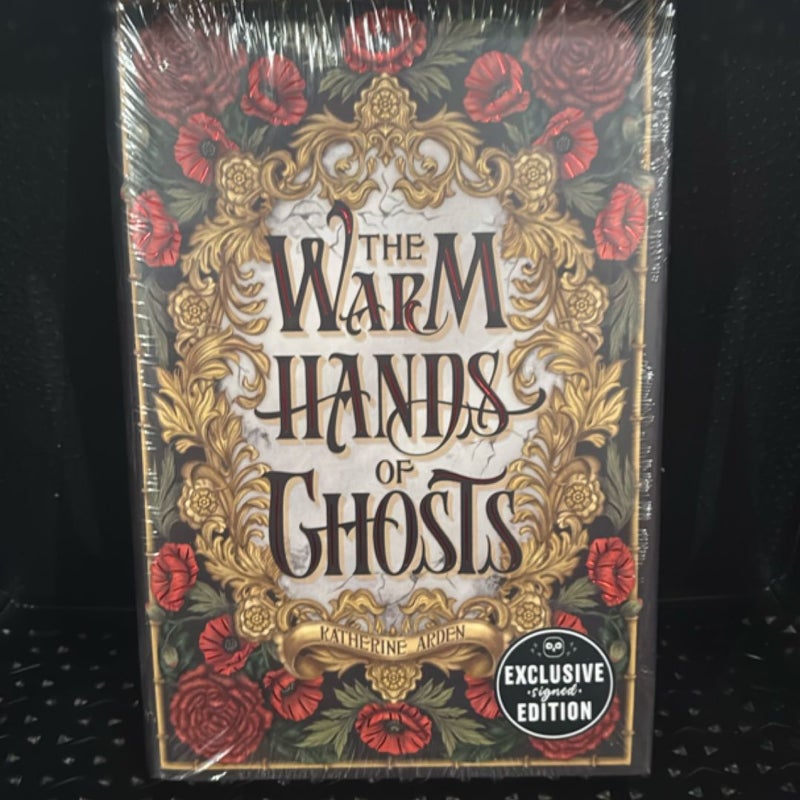 THE
WARM
HANDS
OF
GHOSTS
KATHERINE ARDEN
EXCLUSIVE
signed
EDITION